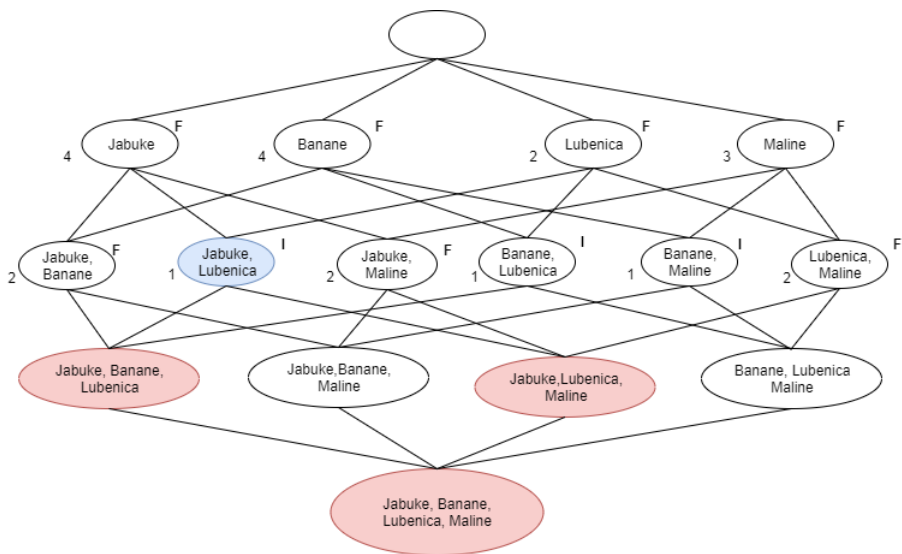 Jabuke
F
4
Banane
F
4
Lubenica
F
2
Maline
F
3
Jabuke,
Banane
F
2
Jabuke,
Lubenica
I
1
Jabuke,
Maline
F
2
Banane,
Lubenica
I
1
Banane,
Maline
I
1
Lubenica,
Maline
F
2
Jabuke, Banane,
Lubenica
Jabuke,Banane,
Maline
Jabuke,Lubenica,
Maline
Banane, Lubenica
Maline
Jabuke, Banane,
Lubenica, Maline